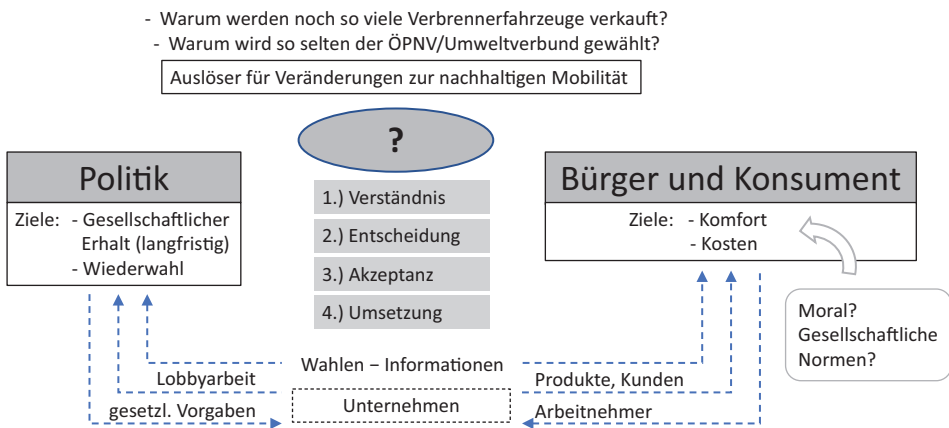 - Warum werden noch so viele Verbrennerfahrzeuge verkauft?
- Warum wird so selten der ÖPNV/Umweltverbund gewählt?
Auslöser für Veränderungen zur nachhaltigen Mobilität
?
Politik
Ziele: - Gesellschaftlicher
Erhalt (langfristig)
- Wiederwahl
1.) Verständnis
2.) Entscheidung
3.) Akzeptanz
4.) Umsetzung
Bürger und Konsument
Ziele: - Komfort
- Kosten
Moral?
Gesellschaftliche
Normen?
Wahlen – Informationen
Lobbyarbeit
Produkte, Kunden
gesetzl. Vorgaben
Unternehmen
Arbeitnehmer